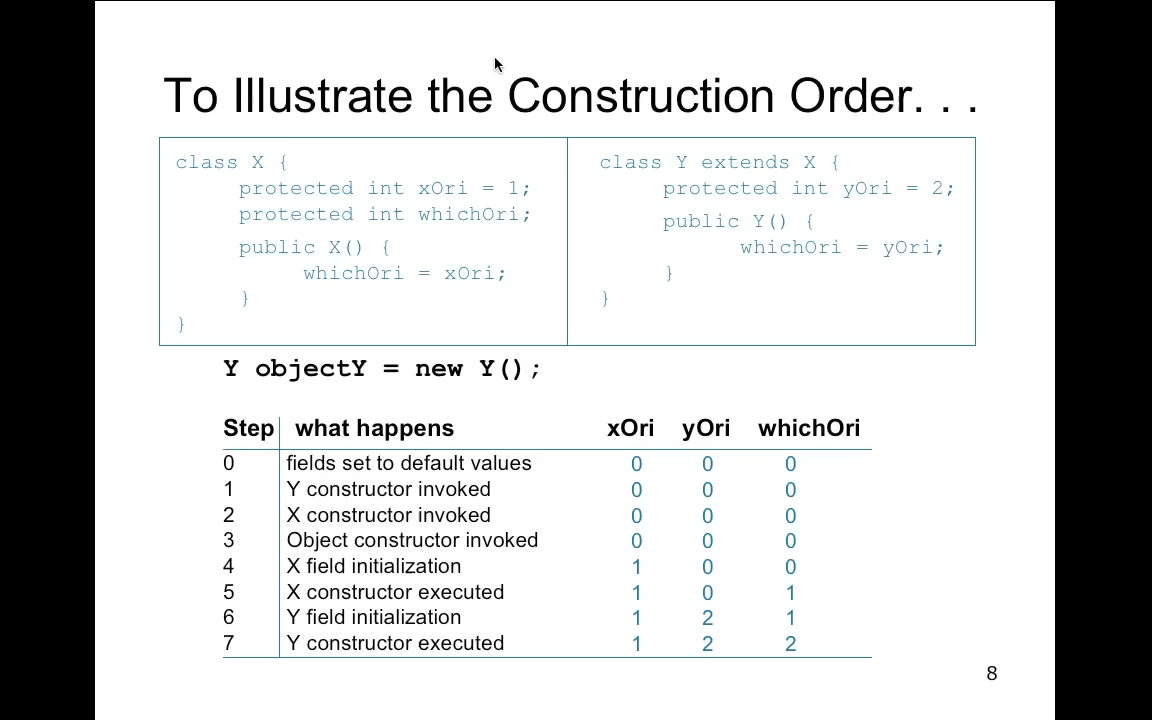 To Illustrate the Construction Order. . .
class X {
protected int xOri = 1;
protected int whichOri;
public X() {
whichOri = xOri;
}
}
class Y extends X {
protected int yOri = 2;
public Y() {
whichOri = yOri;
}
}
Y objectY = new Y();
Step what happens xOri yOri whichOri
0 fields set to default values 0 0 0
1 Y constructor invoked 0 0 0
2 X constructor invoked 0 0 0
3 Object constructor invoked 0 0 0
4 X field initialization 1 0 0
5 X constructor executed 1 0 1
6 Y field initialization 1 2 1
7 Y constructor executed 1 2 2
8